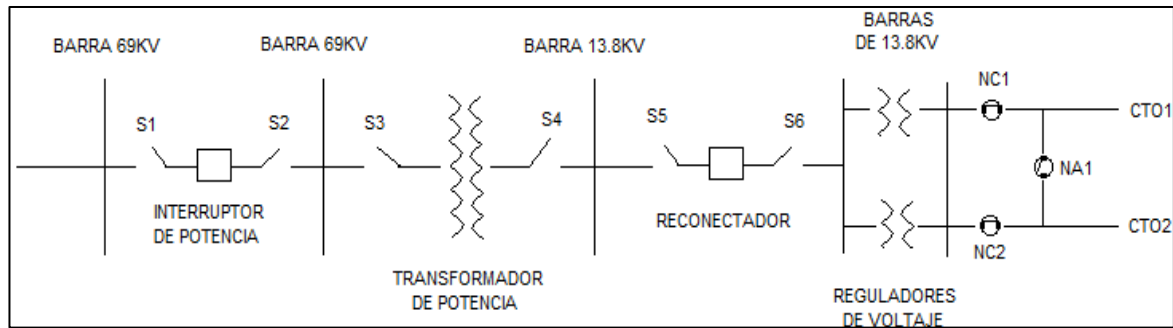 BARRA 69KV
BARRA 69KV
BARRA 13.8KV
BARRAS
DE 13.8KV
S1
S2
S3
S4
S5
S6
NC1
CTO1
NA1
CTO2
NC2
INTERRUPTOR
DE POTENCIA
RECONECTADOR
TRANSFORMADOR
DE POTENCIA
REGULADORES
DE VOLTAJE